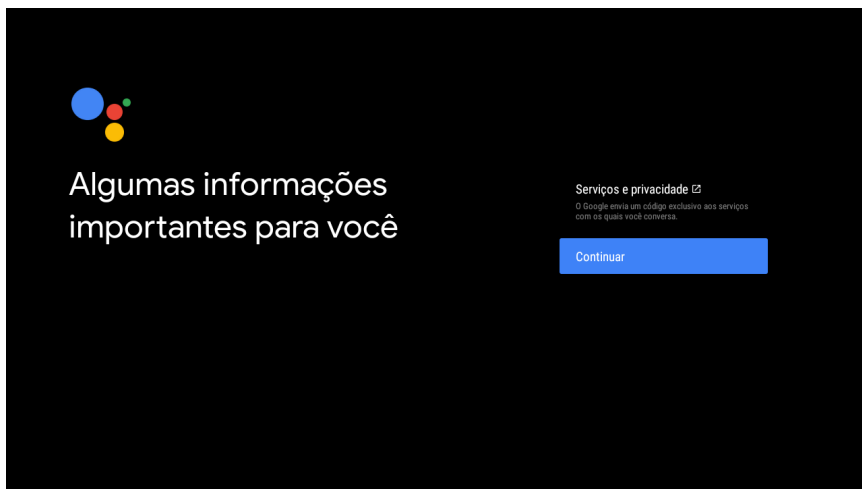 Algumas informações
importantes para você
Serviços e privacidade
O Google envia um código exclusivo aos serviços
com os quais você conversa.
Continuar